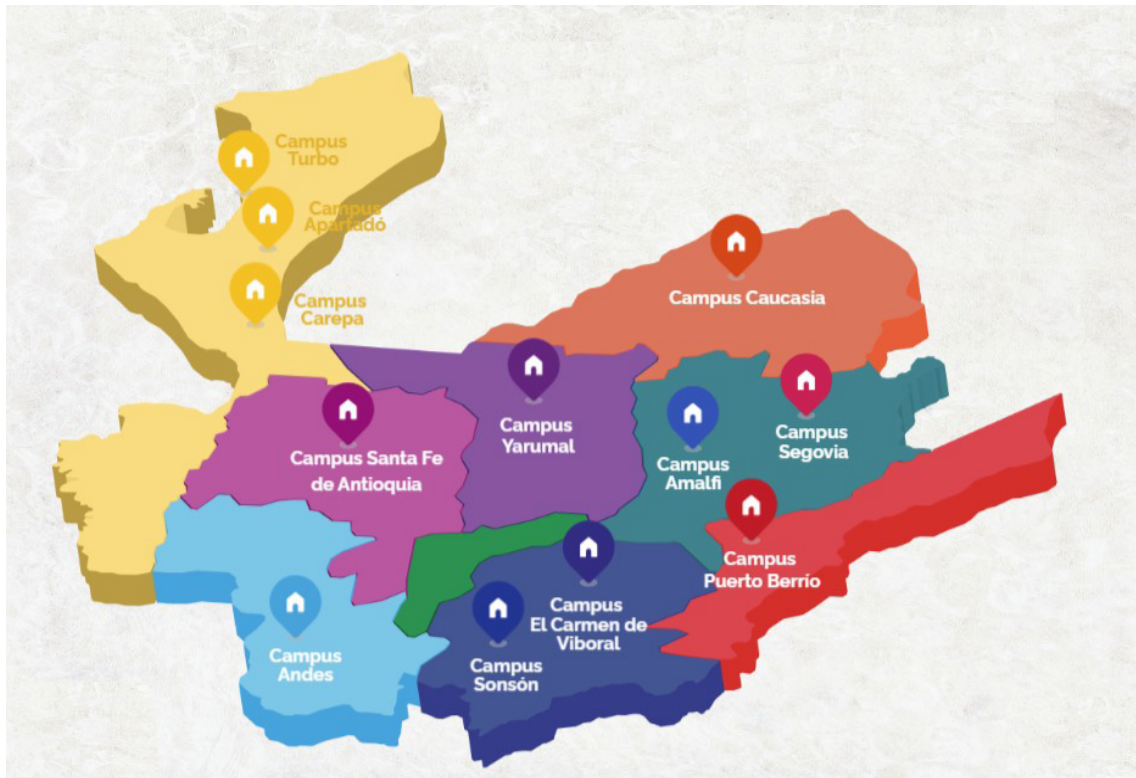 Campus
Turbo
Campus
Apartadó
Campus
Carepa
Campus Caucasia
Campus
Yarumal
Campus Santa Fe
de Antioquia
Campus
Segovia
Campus
Amalfi
Campus
Puerto Berrío
Campus
El Carmen de
Viboral
Campus
Andes
Campus
Sonsón